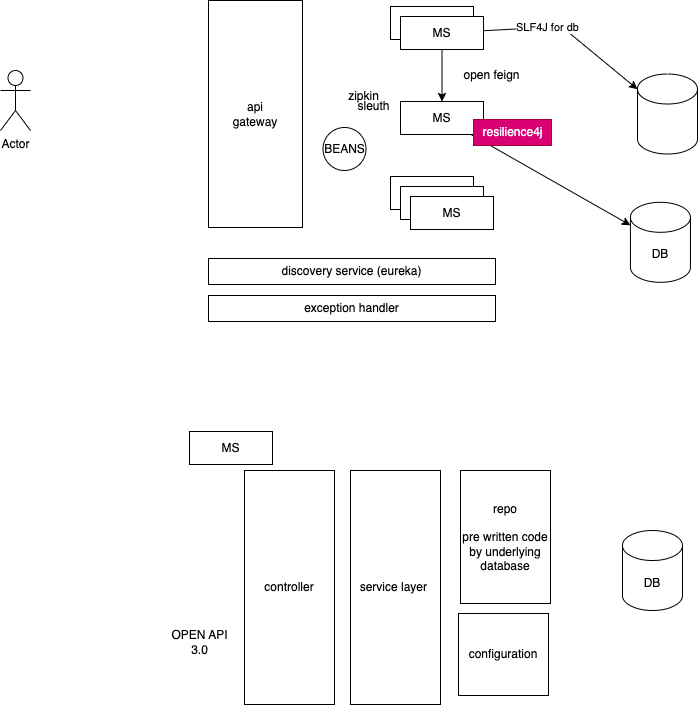 MS
SLF4J for db
open feign
zipkin
sleuth
api
gateway
MS
resilience4j
Actor
BEANS
MS
DB
discovery service (eureka)
exception handler
MS
repo
pre written code
by underlying
database
controller
service layer
DB
OPEN API
3.0
configuration